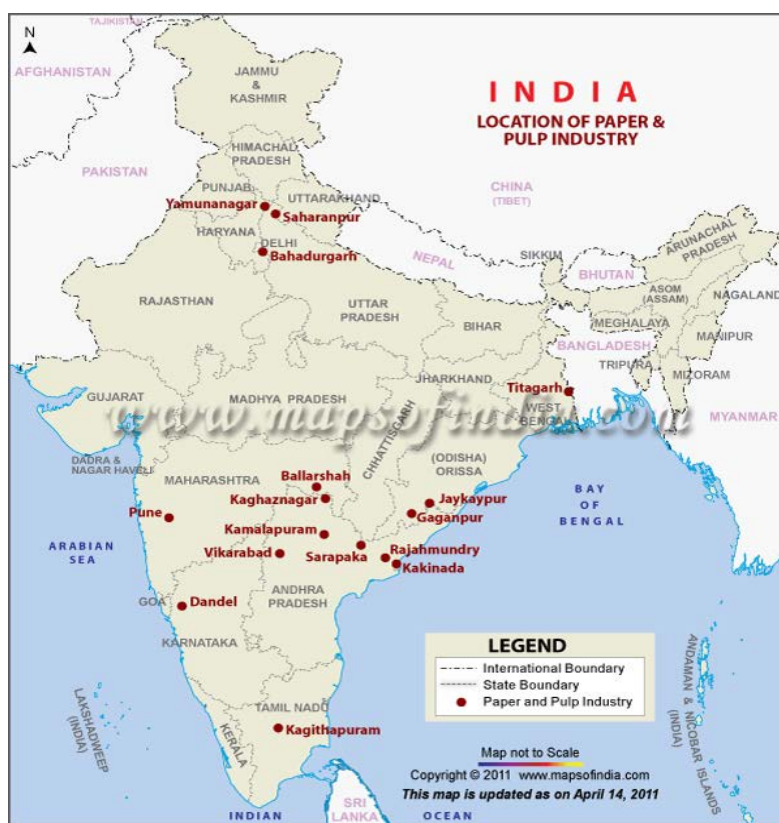 TAJIKISTAN
N
AFGHANISTAN
JAMMU
&
KASHMIR
INDIA
LOCATION OF PAPER &
PULP INDUSTRY
HIMACHAL
PRADESH
PAKISTAN
PUNJAB
UTTARAKHAND
CHINA
(TIBET)
Yamunanagar
Saharanpur
HARYANA
DELHI
Bahadurgarh
ARUNACHAL
PRADESH
NEPAL
SIKKIM
BHUTAN
RAJASTHAN
UTTAR
PRADESH
ASOM
(ASSAM)
NAGALAND
BIHAR
MEGHALAYA
MANIPUR
BANGLADESH
TRIPURA
MIZORAM
JHARKHAND
Titagarh
GUJARAT
MADHYA PRADESH
WEST
BENGAL
MYANMAR
www.mapsofindia.com
CHHATTISGARH
DADRA &
NAGAR HAVELI
(ODISHA)
ORISSA
MAHARASHTRA
Ballarshah
Kaghaznagar
Jaykaypur
Gaganpur
BAY
OF
BENGAL
Pune
Kamalapuram
ARABIAN
SEA
Vikarabad
Sarapaka
Rajahmundry
Kakinada
ANDHRA
PRADESH
GOA
Dandel
KARNATAKA
LEGEND
International Boundary
State Boundary
Paper and Pulp Industry
ANDAMAN & NICOBAR ISLANDS
(INDIA)
LAKSHADWEEP
(INDIA)
TAMIL NADU
KERALA
Kagithapuram
Map not to Scale
Copyright © 2011 www.mapsofindia.com
This map is updated as on April 14, 2011
INDIAN
SRI
LANKA
OCEAN